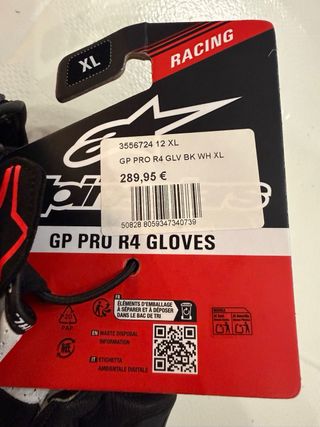 XL
RACING
3556724 12 XL
GP PRO R4 GLV BK WH XL
289,95 €
50828 8059347340739
GP PRO R4 GLOVES
FR
ÉLÉMENTS D'EMBALLAGE
À SÉPARER ET À DÉPOSER
DANS LE BAC DE TRI
EN WASTE DISPOSAL
INFORMATION
IT ETICHETTA
AMBIENTALE DIGITALE
PAP